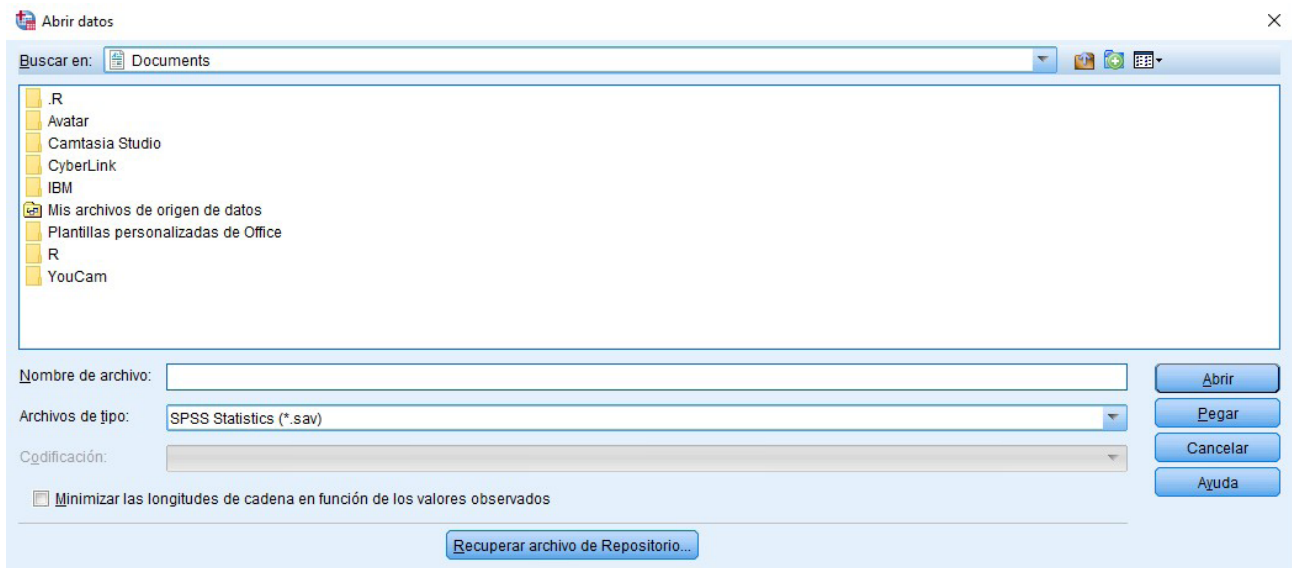 Abrir datos
Buscar en: Documents
.R
Avatar
Camtasia Studio
CyberLink
IBM
Mis archivos de origen de datos
Plantillas personalizadas de Office
R
YouCam
Nombre de archivo:
Abrir
Archivos de tipo: SPSS Statistics (*.sav)
Pegar
Codificación:
Cancelar
Minimizar las longitudes de cadena en función de los valores observados
Ayuda
Recuperar archivo de Repositorio...